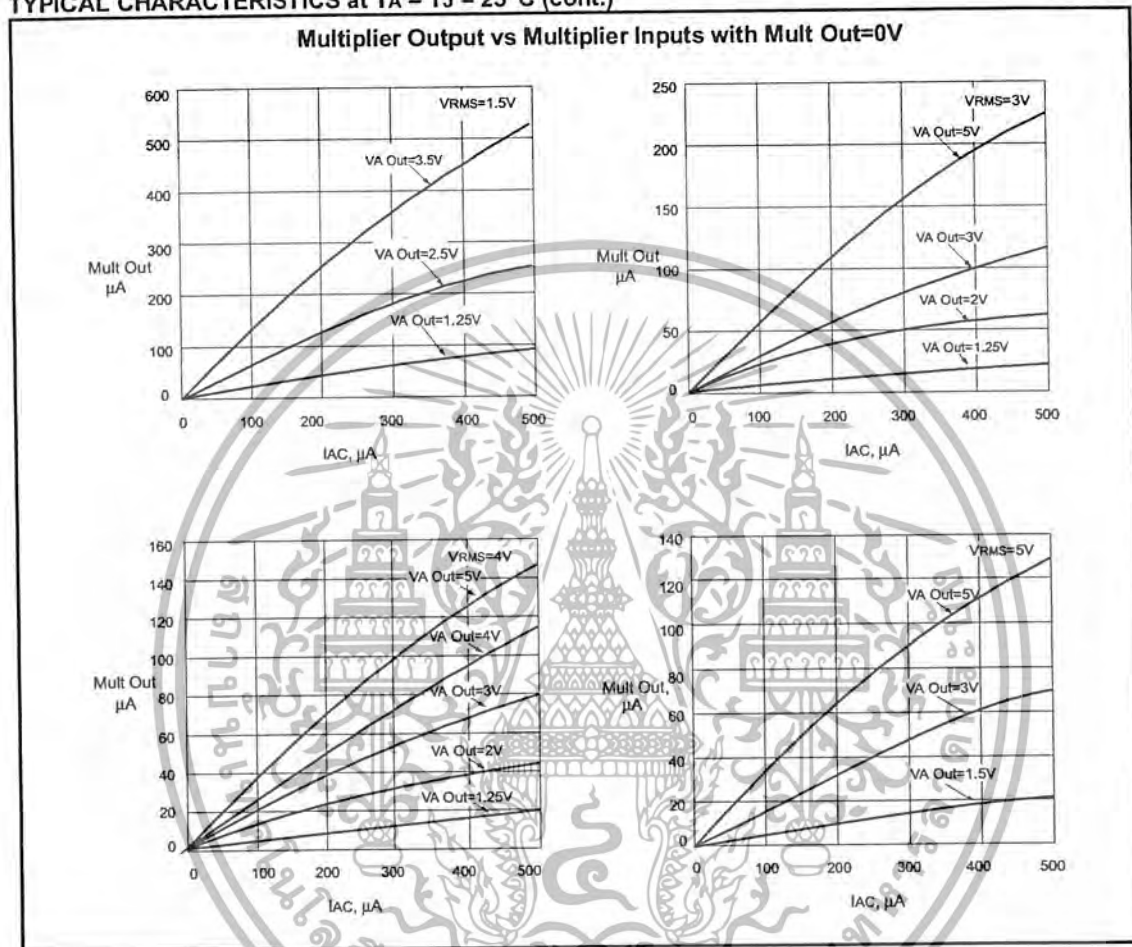 TYPICAL CHARACTERISTICS at TA = TJ = 25°C (cont.)
Multiplier Output vs Multiplier Inputs with Mult Out=0V
600
500
400
300
200
100
0
Mult Out
µA
VRMS=1.5V
VA Out=3.5V
VA Out=2.5V
VA Out=1.25V
0 100 200 300 400 500
IAC, µA
250
200
150
100
50
0
Mult Out
µA
VRMS=3V
VA Out=5V
VA Out=3V
VA Out=2V
VA Out=1.25V
0 100 200 300 400 500
IAC, µA
160
140
120
100
80
60
40
20
0
Mult Out
µA
VRMS=4V
VA Out=5V
VA Out=4V
VA Out=3V
VA Out=2V
VA Out=1.25V
0 100 200 300 400 500
IAC, µA
140
120
100
80
60
40
20
0
Mult Out,
µA
VRMS=5V
VA Out=5V
VA Out=3V
VA Out=1.5V
0 100 200 300 400 500
IAC, µA